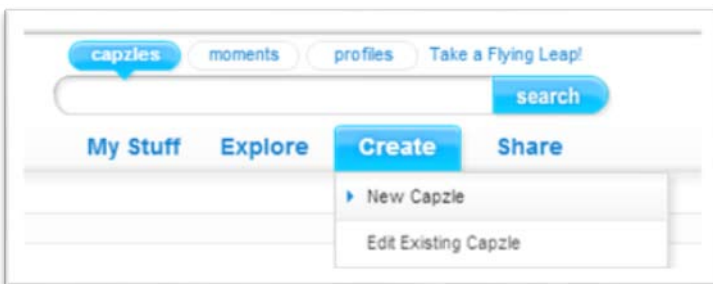 capzles moments profiles Take a Flying Leap!
search
My Stuff Explore Create Share
New Capzle
Edit Existing Capzle